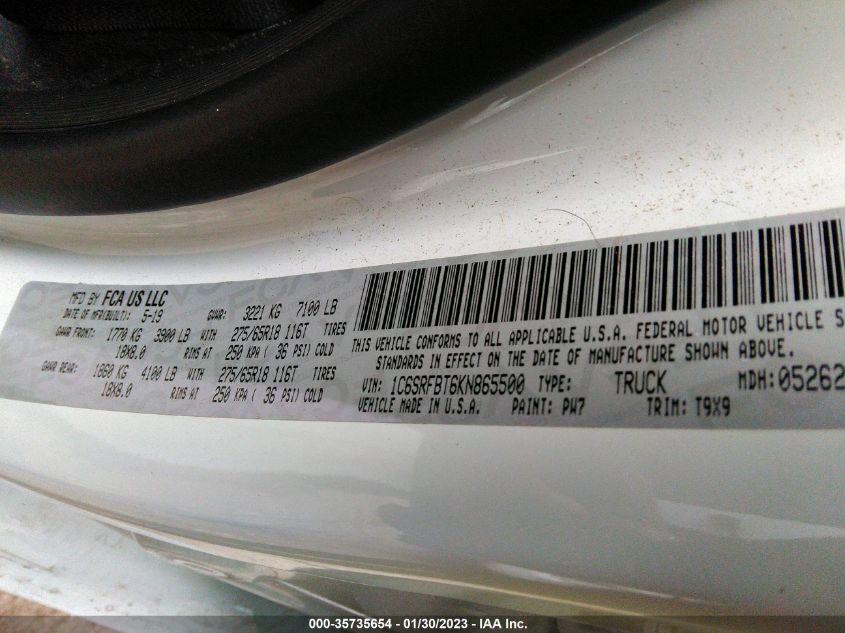 MFD BY FCA US LLC
DATE OF MFR(BUILT): 5-19 GVWR: 3221 KG 7100 LB
GAWR FRONT: 1770 KG 3900 LB WITH 275/65R18 116T TIRES
18X8.0 RIMS AT 250 KPA ( 36 PSI) COLD
GAWR REAR: 1860 KG 4100 LB WITH 275/65R18 116T TIRES
18X8.0 RIMS AT 250 KPA ( 36 PSI) COLD
THIS VEHICLE CONFORMS TO ALL APPLICABLE U.S.A. FEDERAL MOTOR VEHICLE S
STANDARDS IN EFFECT ON THE DATE OF MANUFACTURE SHOWN ABOVE.
VIN: 1C6SRFBT6KN865500 TYPE: TRUCK MDH: 05262
VEHICLE MADE IN U.S.A. PAINT: PW7 TRIM: T9X9
000-35735654 / 01/30/2023 - IAA Inc.